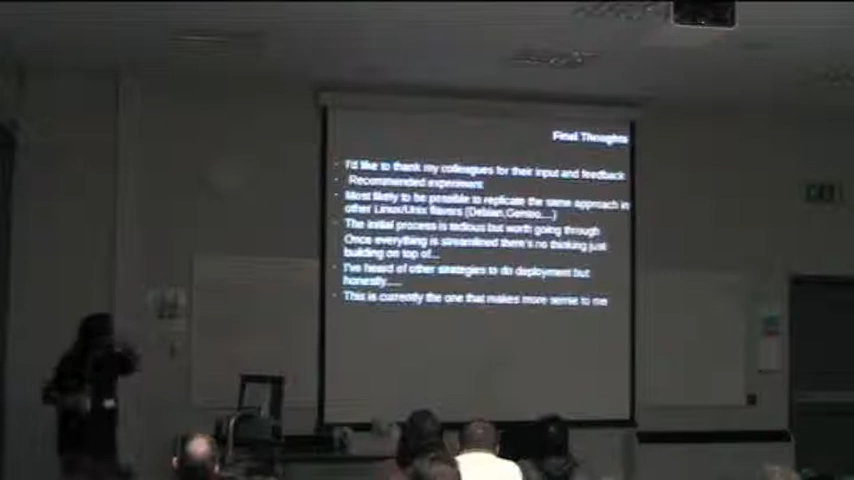 Final Thoughts
I'd like to thank my colleagues for their input and feedback
Recommended experiment
Most likely to be possible to replicate the same approach in
other Linux/Unix flavors (Debian,Gentoo,...)
The initial process is tedious but worth going through
Once everything is streamlined there's no thinking just
building on top of...
I've heard of other strategies to do deployment but
honestly.....
This is currently the one that makes more sense to me